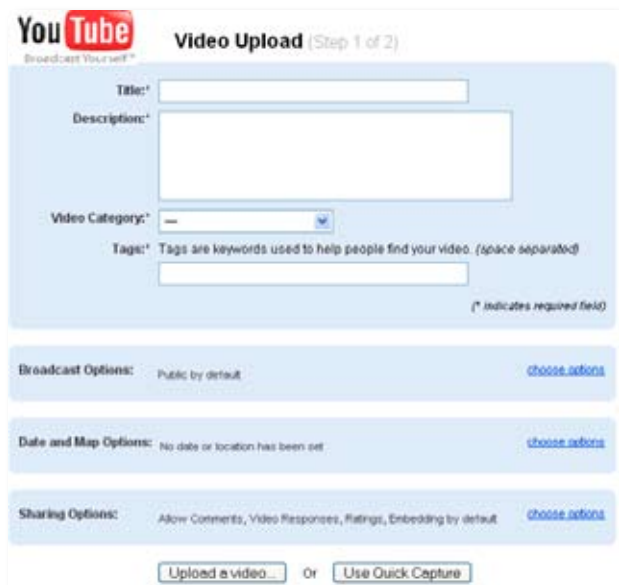 You Tube
Broadcast Yourself™
Video Upload (Step 1 of 2)
Title:*
Description:*
Video Category:* ---
Tags:* Tags are keywords used to help people find your video. (space separated)
(* indicates required field)
Broadcast Options: Public by default choose options
Date and Map Options: No date or location has been set choose options
Sharing Options: Allow Comments, Video Responses, Ratings, Embedding by default choose options
Upload a video... or Use Quick Capture